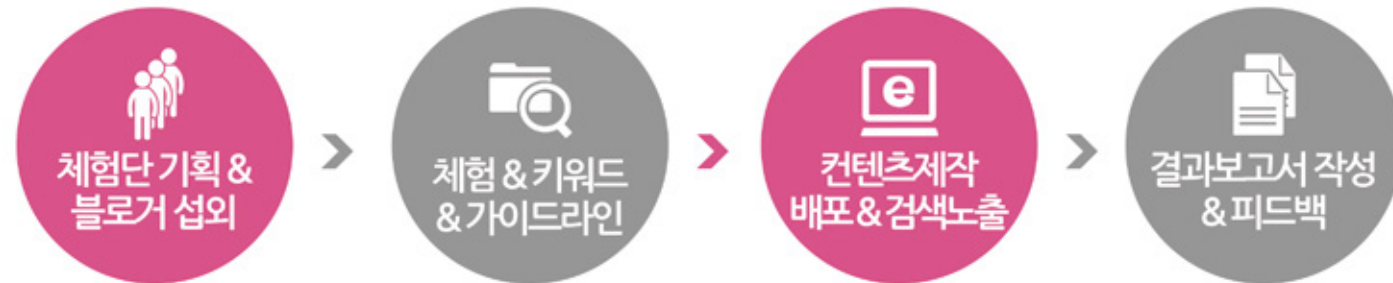 체험단 기획 &
블로거 섭외
체험 & 키워드
& 가이드라인
e
컨텐츠제작
배포 & 검색노출
결과보고서 작성
& 피드백